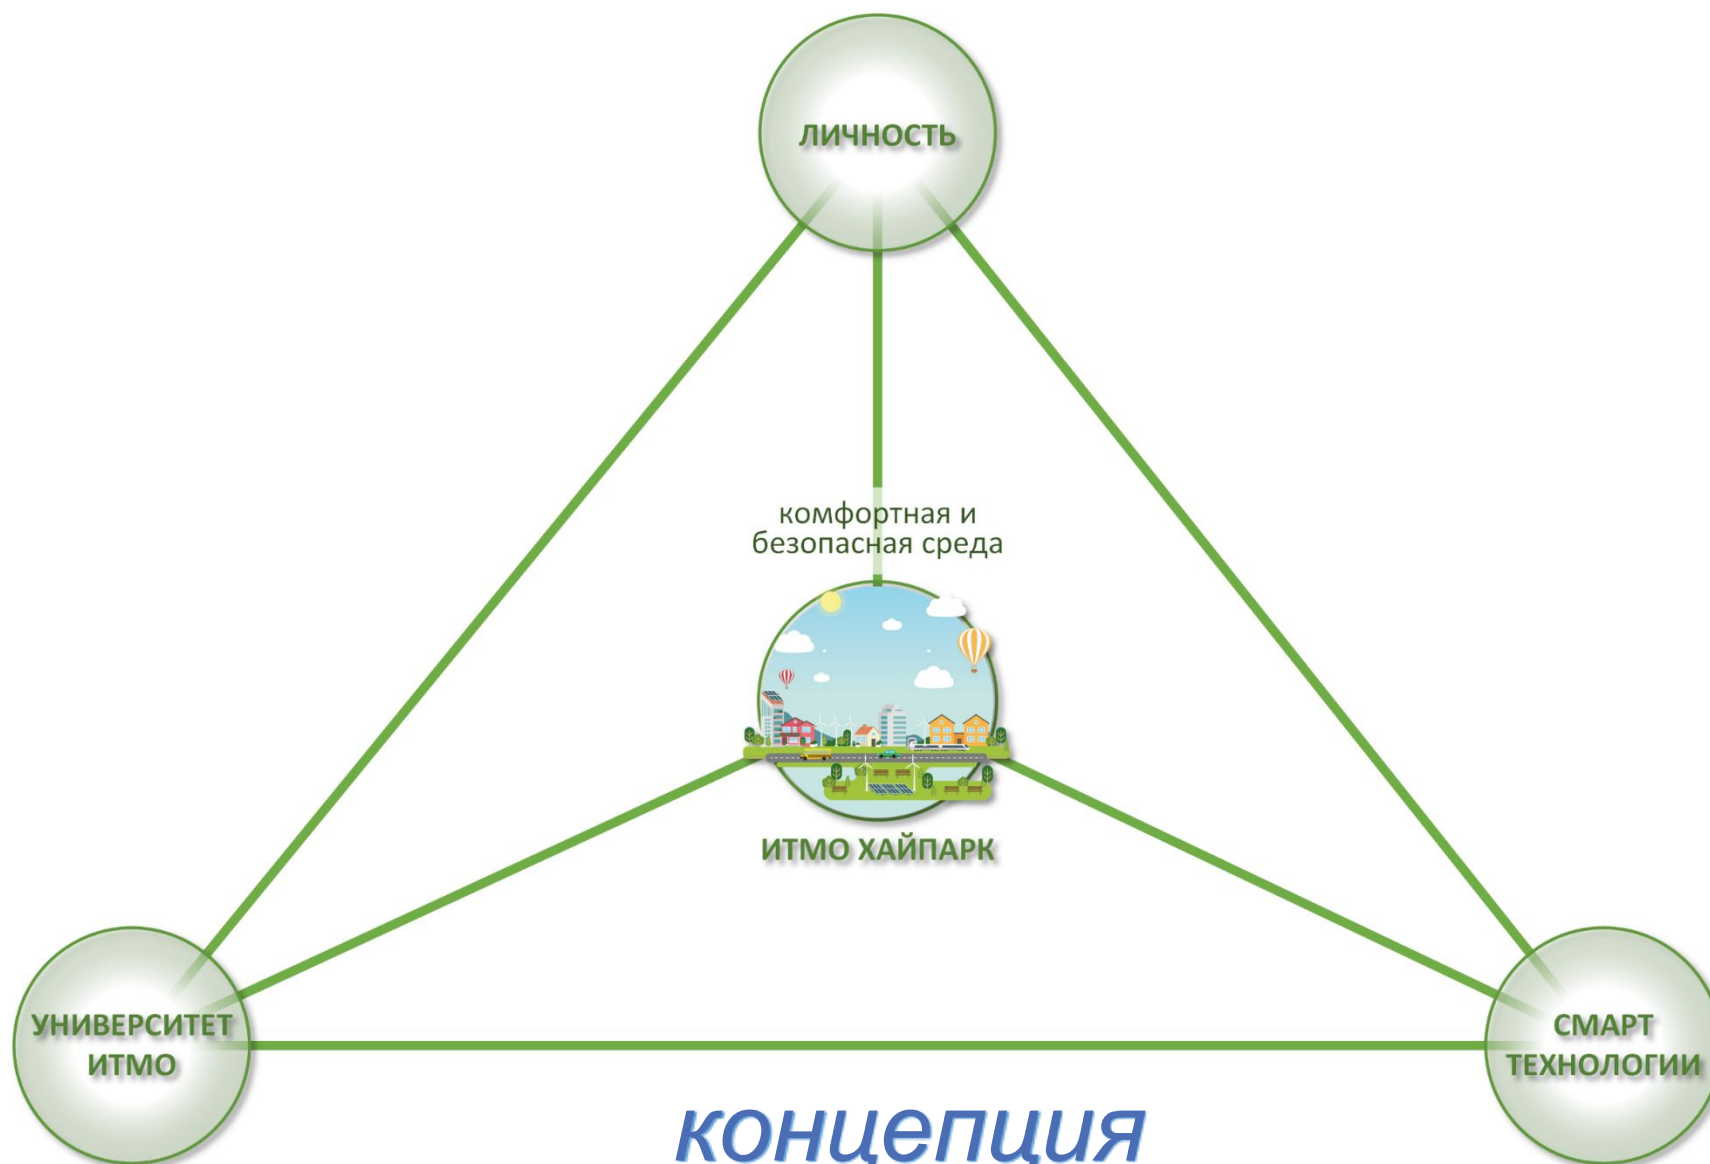 ЛИЧНОСТЬ
комфортная и
безопасная среда
ИТМО ХАЙПАРК
УНИВЕРСИТЕТ
ИТМО
СМАРТ
ТЕХНОЛОГИИ
концепция